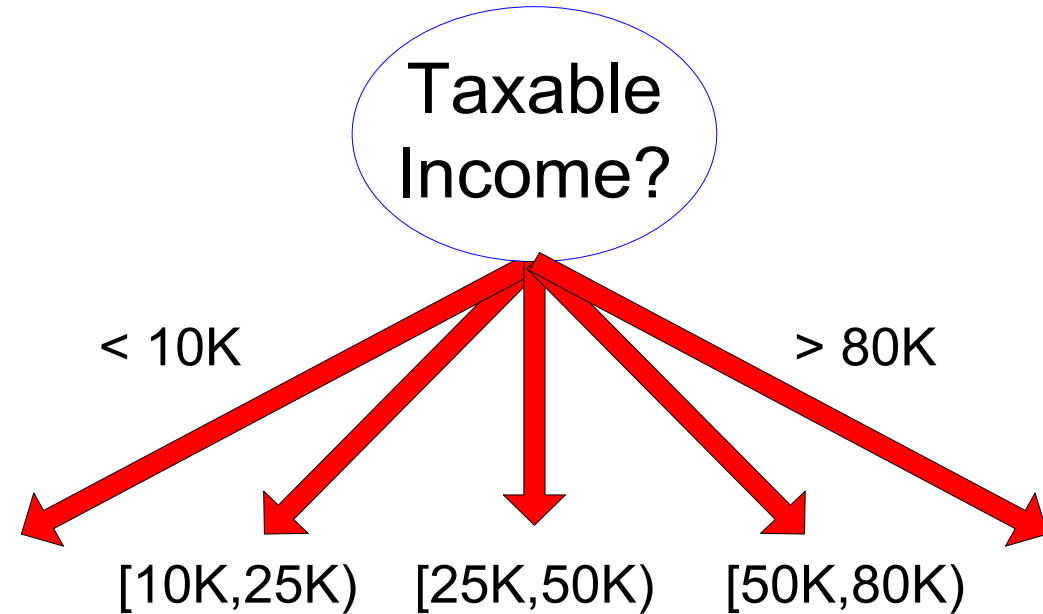 Taxable
Income?
< 10K
> 80K
[10K,25K)
[25K,50K)
[50K,80K)